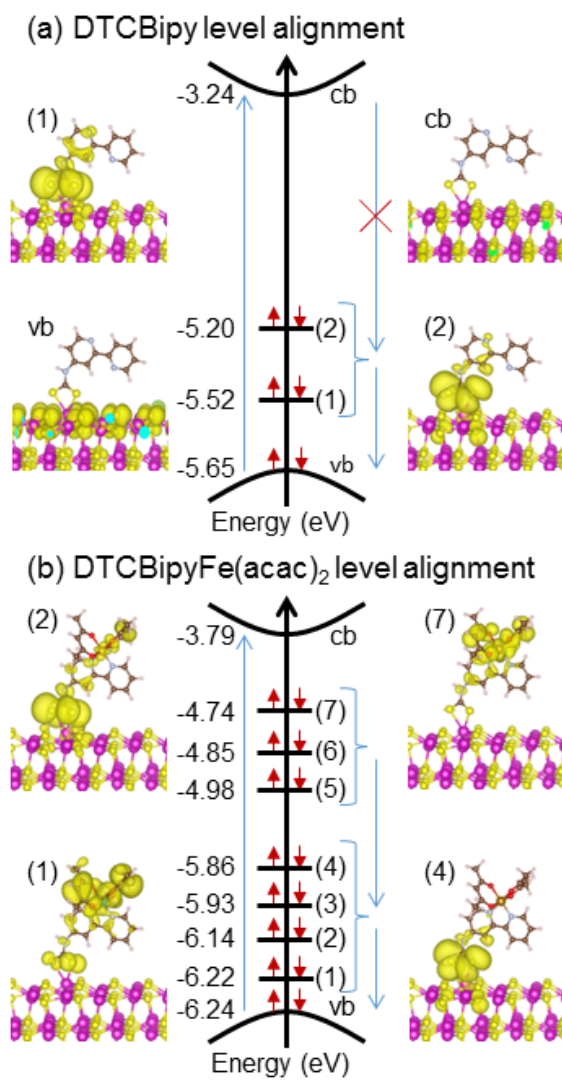 (a) DTCBipy level alignment
-3.24
cb
(1)
cb
-5.20
(2)
vb
(2)
-5.52
(1)
-5.65
vb
Energy (eV)
(b) DTCBipyFe(acac)₂ level alignment
(2)
-3.79
cb
(7)
-4.74
(7)
-4.85
(6)
-4.98
(5)
(1)
-5.86
(4)
(4)
-5.93
(3)
-6.14
(2)
-6.22
(1)
-6.24
vb
Energy (eV)